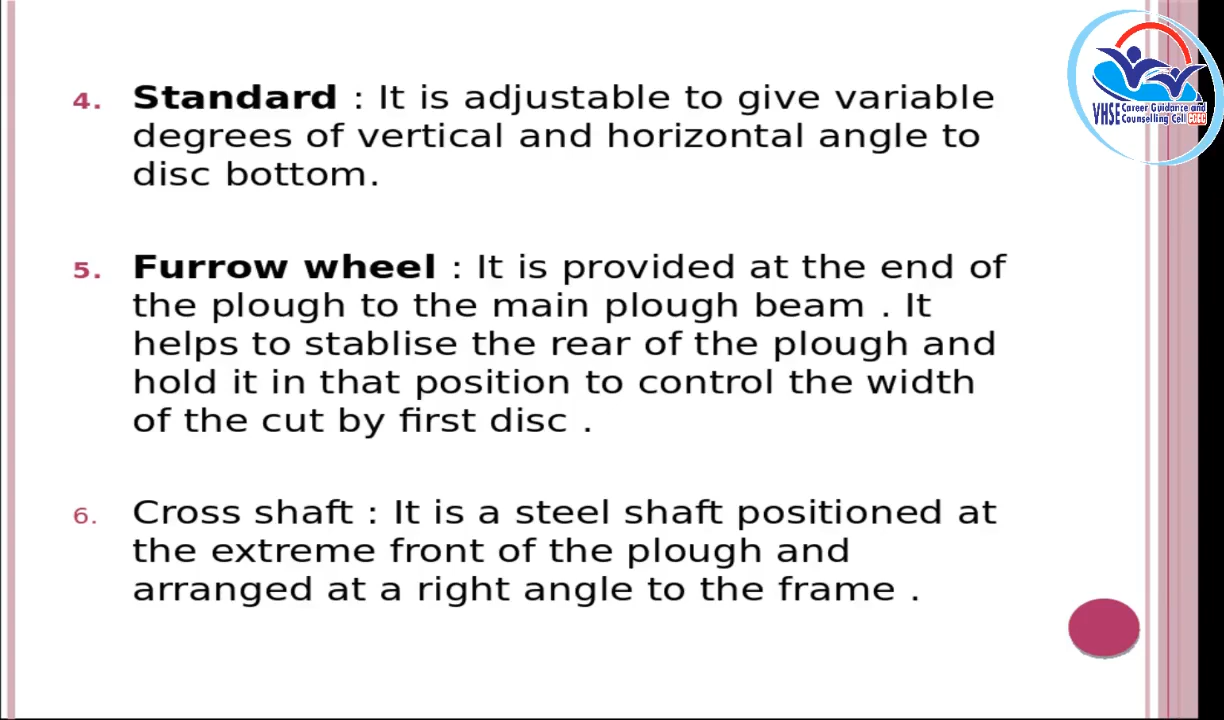 4. Standard : It is adjustable to give variable
degrees of vertical and horizontal angle to
disc bottom.
5. Furrow wheel : It is provided at the end of
the plough to the main plough beam . It
helps to stablise the rear of the plough and
hold it in that position to control the width
of the cut by first disc .
6. Cross shaft : It is a steel shaft positioned at
the extreme front of the plough and
arranged at a right angle to the frame .
VHSE Career Guidance and
Counselling Cell CGCC